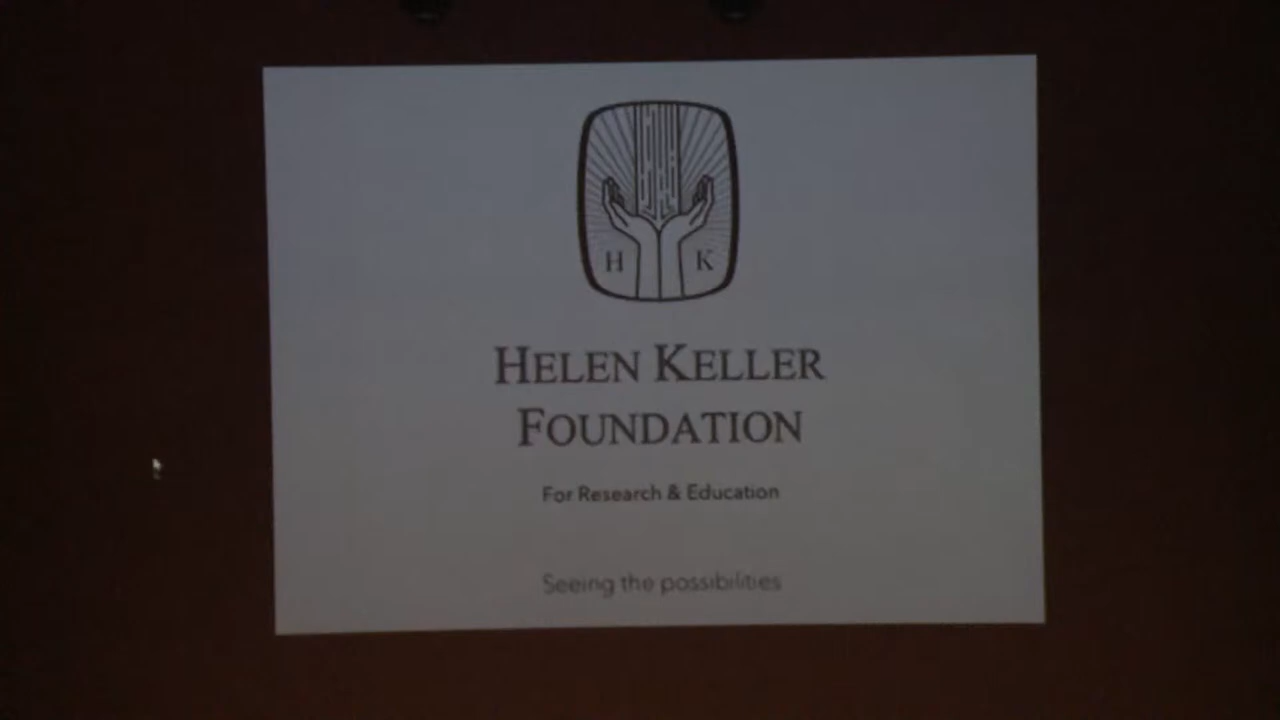 H K
HELEN KELLER
FOUNDATION
For Research & Education
Seeing the possibilities